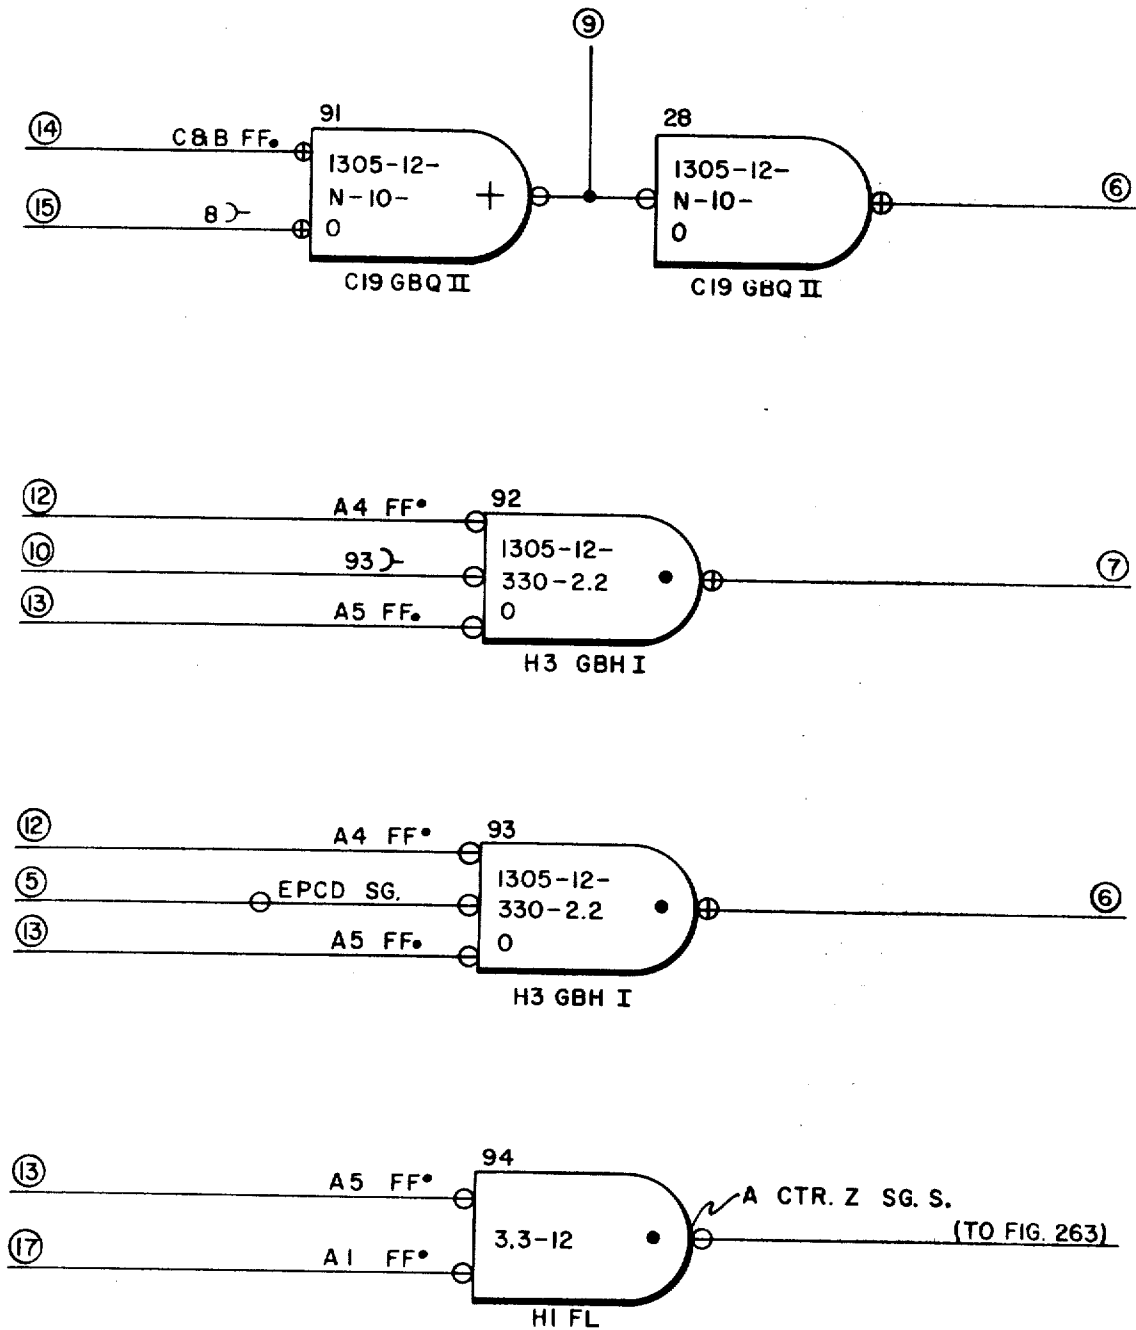 9
14
C&B FF.
91
28
15
8
1305-12-
N-10-
0
+
1305-12-
N-10-
0
6
C19 GBQ II
C19 GBQ II
12
A4 FF•
92
10
93
1305-12-
330-2.2
0
7
13
A5 FF.
H3 GBH I
12
A4 FF•
93
5
EPCD SG.
1305-12-
330-2.2
0
6
13
A5 FF.
H3 GBH I
13
A5 FF•
94
A CTR. Z SG. S.
(TO FIG. 263)
17
A1 FF•
3.3-12
H1 FL